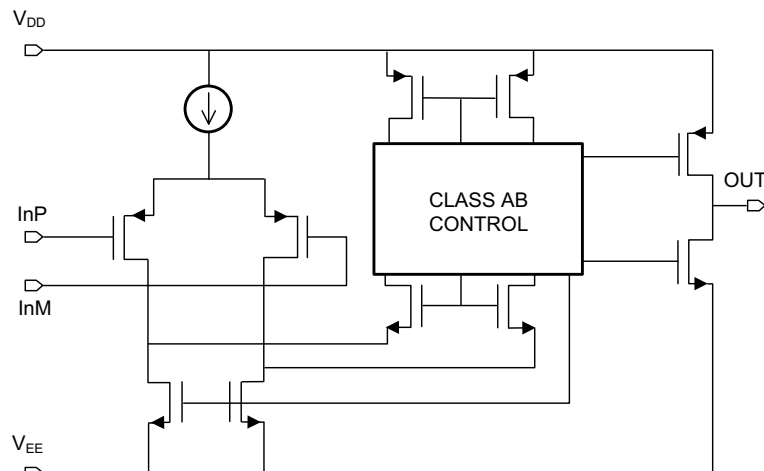 VDD
InP
InM
CLASS AB
CONTROL
OUT
VEE